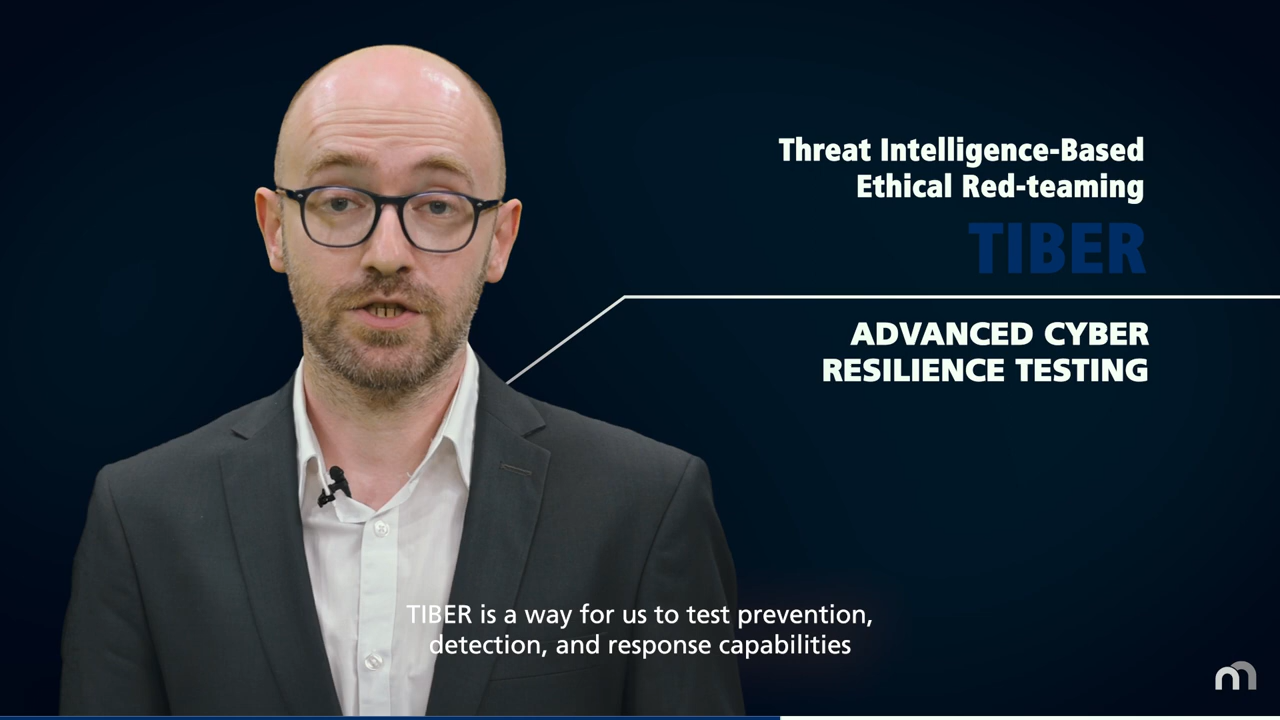 Threat Intelligence-Based
Ethical Red-teaming
TIBER
ADVANCED CYBER
RESILIENCE TESTING
TIBER is a way for us to test prevention,
detection, and response capabilities